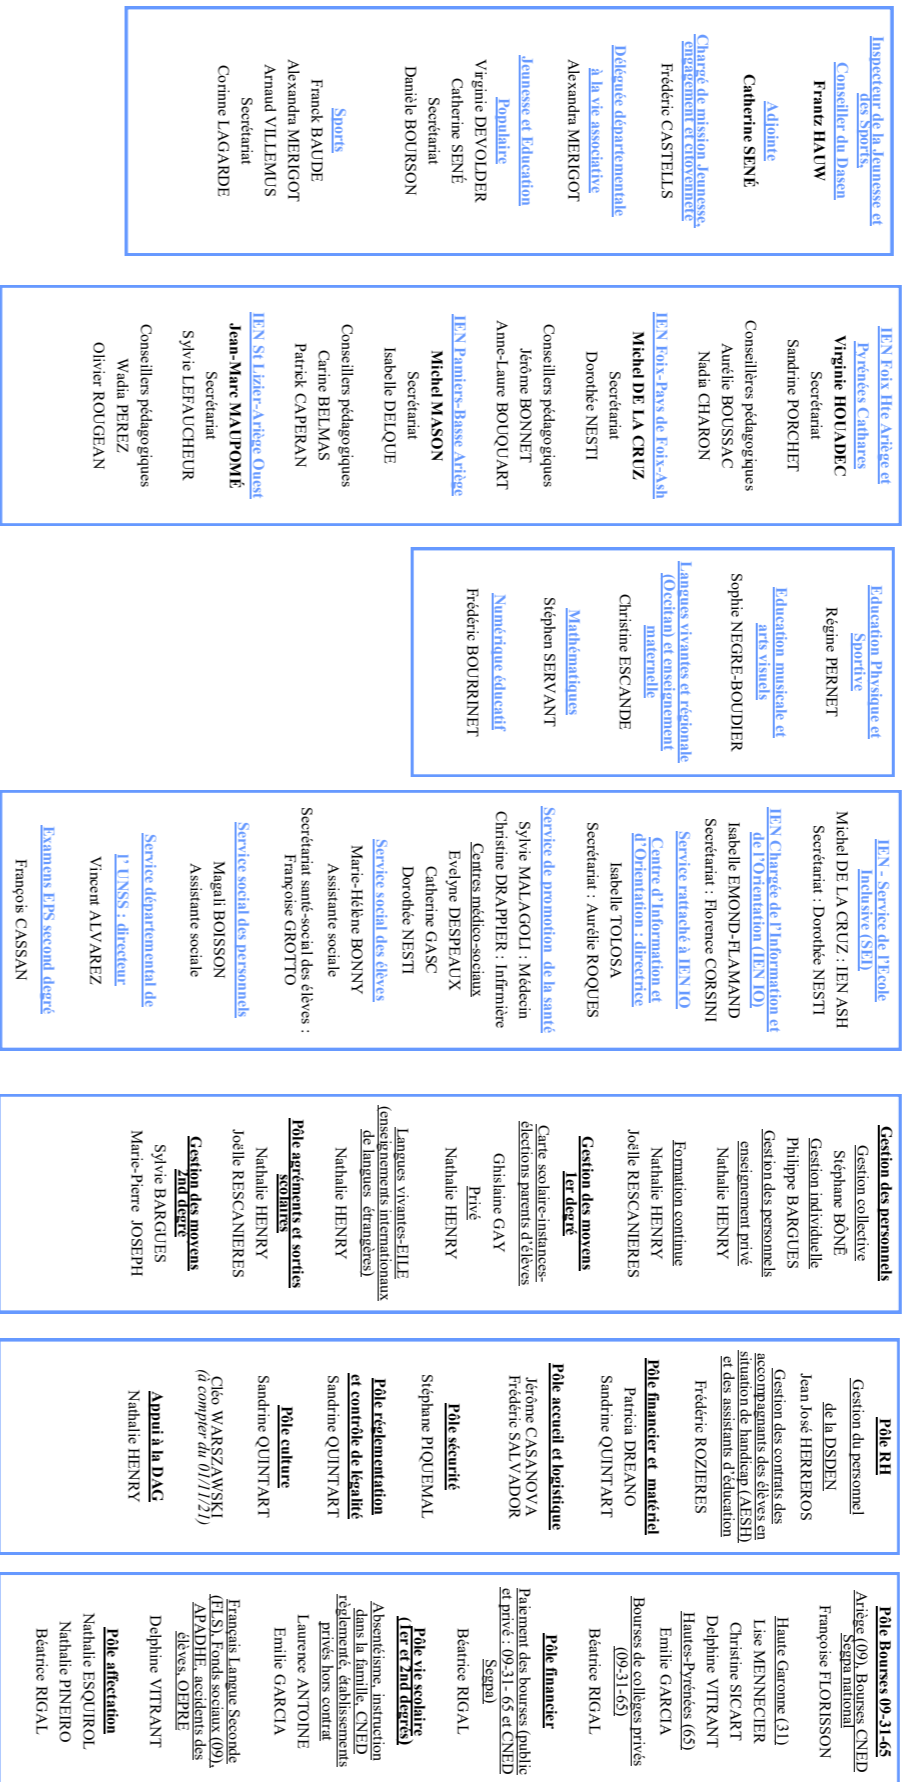 Inspecteur de la Jeunesse et
des Sports,
Conseiller du Dasen
Frantz HAUW
Adjointe
Catherine SENÉ
Chargé de mission Jeunesse,
engagement et citoyenneté
Frédéric CASTELLS
Déléguée départementale
à la vie associative
Alexandra MERIGOT
Jeunesse et Education
Populaire
Virginie DEVOLDER
Catherine SENÉ
Secrétariat
Danièle BOURSON
Sports
Franck BAUDE
Alexandra MERIGOT
Arnaud VILLEMUS
Secrétariat
Corinne LAGARDE
IEN Foix Hte Ariège et
Pyrénées Cathares
Virginie HOUADEC
Secrétariat
Sandrine PORCHET
Conseillères pédagogiques
Aurélie BOUSSAC
Nadia CHARON
IEN Foix-Pays de Foix-Ash
Michel DE LA CRUZ
Secrétariat
Dorothée NESTI
Conseillers pédagogiques
Jérôme BONNET
Anne-Laure BOUQUART
IEN Pamiers-Basse Ariège
Michel MASON
Secrétariat
Isabelle DELQUE
Conseillers pédagogiques
Carine BELMAS
Patrick CAPERAN
IEN St Lizier-Ariège Ouest
Jean-Marc MAUPOMÉ
Secrétariat
Sylvie LEFAUCHEUR
Conseillers pédagogiques
Wadia PEREZ
Olivier ROUGEAN
Education Physique et
Sportive
Régine PERNET
Education musicale et
arts visuels
Sophie NEGRE-BOUDIER
Langues vivantes et régionale
(Occitan) et enseignement
maternelle
Christine ESCANDE
Mathématiques
Stéphen SERVANT
Numérique éducatif
Frédéric BOURRINET
IEN - Service de l'Ecole
Inclusive (SEI)
Michel DE LA CRUZ : IEN ASH
Secrétariat : Dorothée NESTI
IEN Chargée de l'Information et
de l'Orientation (IEN IO)
Isabelle EMOND-FLAMAND
Secrétariat : Florence CORSINI
Service rattaché à IEN IO
Centre d'Information et
d'Orientation : directrice
Isabelle TOLOSA
Secrétariat : Aurélie ROQUES
Service de promotion de la santé
Sylvie MALAGOLI : Médecin
Christine DRAPPIER : Infirmière
Centres médico-sociaux
Evelyne DESPEAUX
Catherine GASC
Dorothée NESTI
Service social des élèves
Marie-Hélène BONNY
Assistante sociale
Secrétariat santé-social des élèves :
Françoise GROTTO
Service social des personnels
Magali BOISSON
Assistante sociale
Service départemental de
l'UNSS : directeur
Vincent ALVAREZ
Examens EPS second degré
François CASSAN
Gestion des personnels
Gestion collective
Stéphane BÔNE
Gestion individuelle
Philippe BARGUES
Gestion des personnels
enseignement privé
Nathalie HENRY
Formation continue
Nathalie HENRY
Joëlle RESCANIERES
Gestion des moyens
1er degré
Carte scolaire-instances-
élections parents d'élèves
Ghislaine GAY
Privé
Nathalie HENRY
Langues vivantes-EILE
(enseignements internationaux
de langues étrangères)
Nathalie HENRY
Pôle agréments et sorties
scolaires
Nathalie HENRY
Joëlle RESCANIERES
Gestion des moyens
2nd degré
Sylvie BARGUES
Marie-Pierre JOSEPH
Pôle RH
Gestion du personnel
de la DSDEN
Jean José HERREROS
Gestion des contrats des
accompagnants des élèves en
situation de handicap (AESH)
et des assistants d'éducation
Frédéric ROZIERES
Pôle financier et matériel
Patricia DREANO
Sandrine QUINTART
Pôle accueil et logistique
Jérôme CASANOVA
Frédéric SALVADOR
Pôle sécurité
Stéphane PIQUEMAL
Pôle réglementation
et contrôle de légalité
Sandrine QUINTART
Pôle culture
Sandrine QUINTART
Cléo WARSZAWSKI
(à compter du 01/11/21)
Appui à la DAG
Nathalie HENRY
Pôle Bourses 09-31-65
Ariège (09), Bourses CNED
Segpa national
Françoise FLORISSON
Haute Garonne (31)
Lise MENNECIER
Christine SICART
Delphine VITRANT
Hautes-Pyrénées (65)
Emilie GARCIA
Bourses de collèges privés
(09-31-65)
Béatrice RIGAL
Pôle financier
Paiement des bourses (public
et privé : 09-31- 65 et CNED
Segpa)
Béatrice RIGAL
Pôle vie scolaire
(1er et 2nd degrés)
Absentéisme, instruction
dans la famille, CNED
règlementé, établissements
privés hors contrat
Laurence ANTOINE
Emilie GARCIA
Français Langue Seconde
(FLS), Fonds sociaux (09),
APADHE, accidents des
élèves, OEPRE
Delphine VITRANT
Pôle affectation
Nathalie ESQUIROL
Nathalie PINEIRO
Béatrice RIGAL